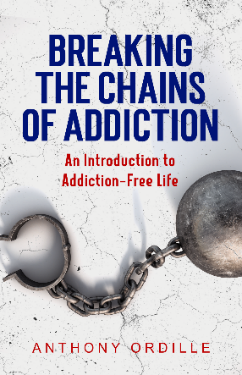 BREAKING
THE CHAINS
OF ADDICTION
An Introduction to
Addiction-Free Life
ANTHONY ORDILLE